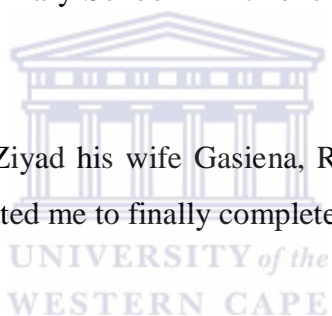 Ziyad his wife Gasiena, R
ted me to finally complete
UNIVERSITY of the
WESTERN CAPE